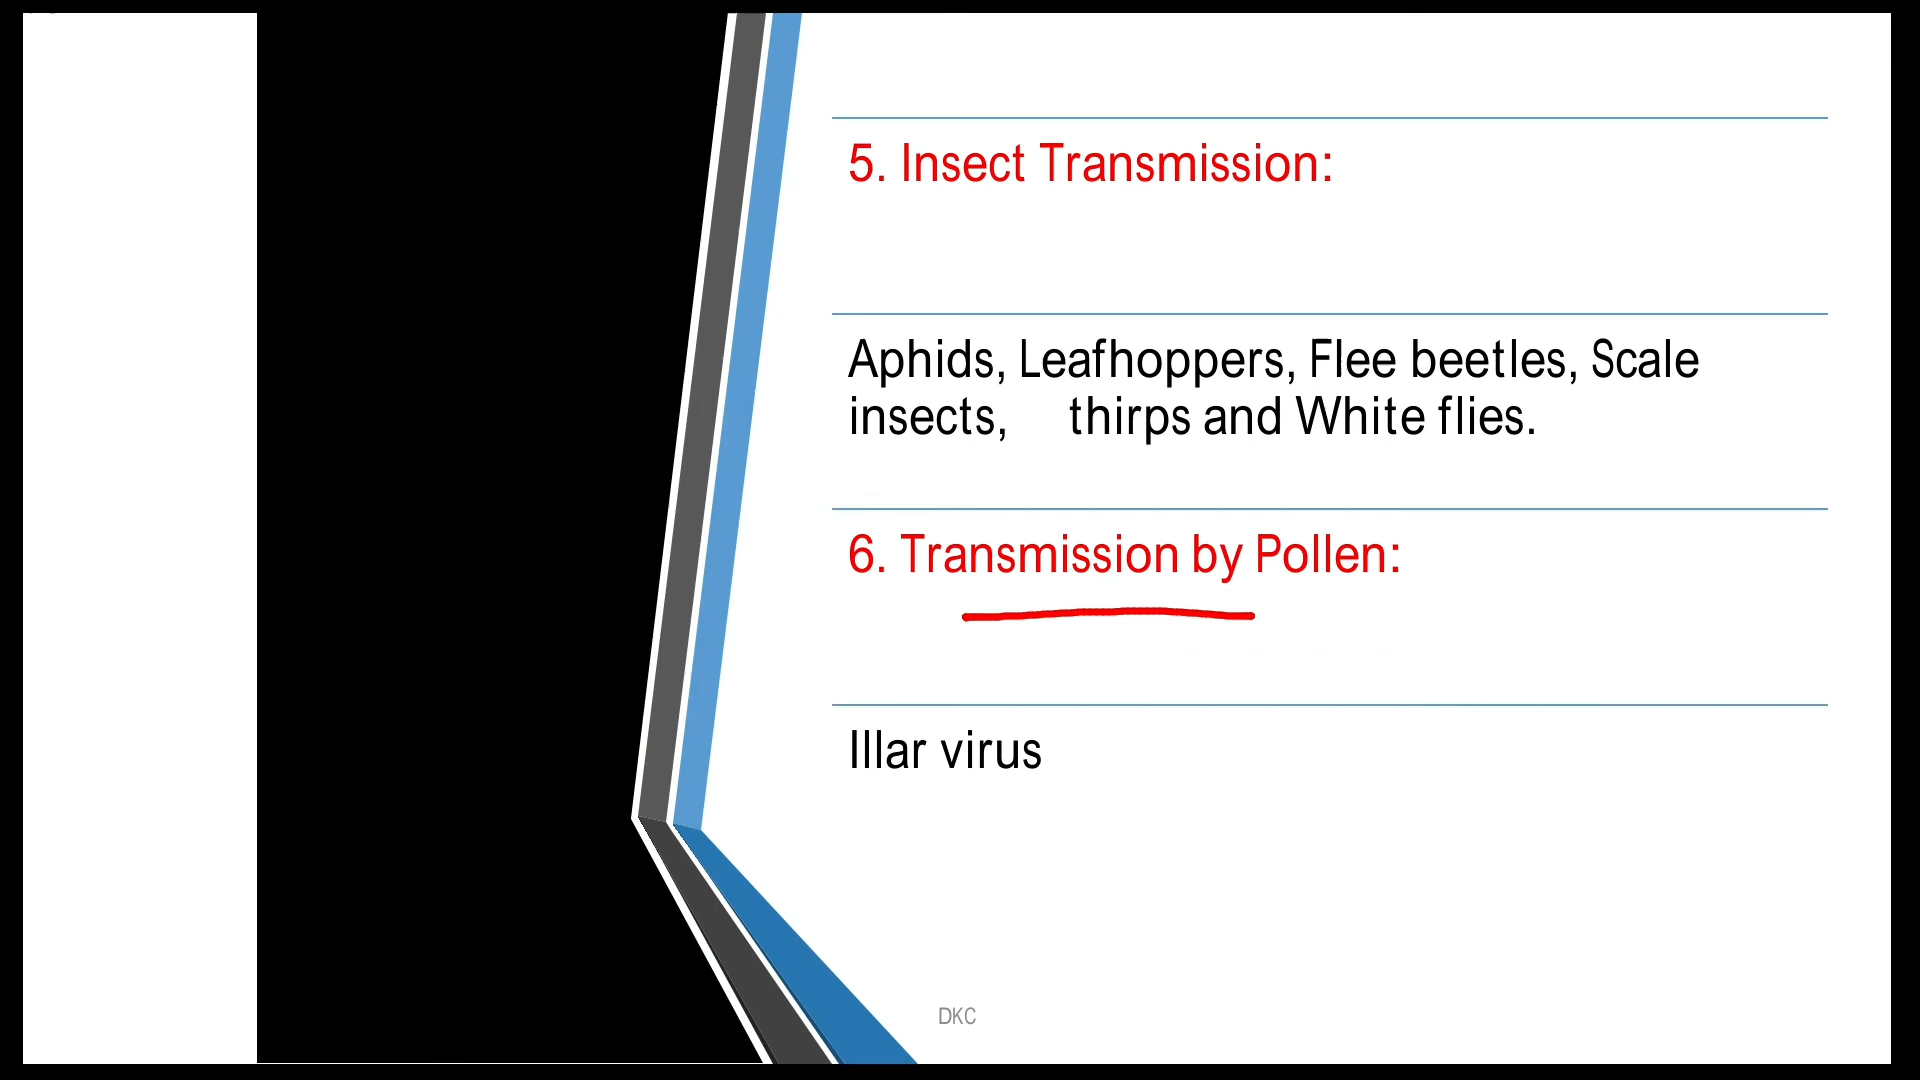 5. Insect Transmission:
Aphids, Leafhoppers, Flee beetles, Scale
insects, thirps and White flies.
6. Transmission by Pollen:
Illar virus
DKC